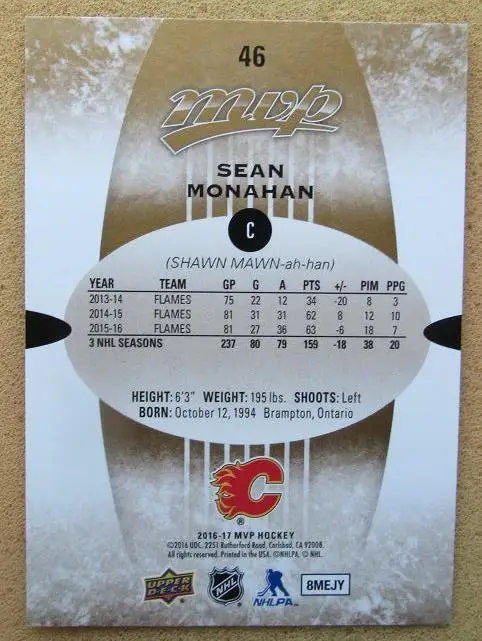 46
mvp
SEAN
MONAHAN
C
(SHAWN MAWN-ah-han)
YEAR TEAM GP G A PTS +/- PIM PPG
2013-14 FLAMES 75 22 12 34 -20 8 3
2014-15 FLAMES 81 31 31 62 8 12 10
2015-16 FLAMES 81 27 36 63 -6 18 7
3 NHL SEASONS 237 80 79 159 -18 38 20
HEIGHT: 6'3" WEIGHT: 195 lbs. SHOOTS: Left
BORN: October 12, 1994 Brampton, Ontario
C
®
2016-17 MVP HOCKEY
©2016 UDC. 2251 Rutherford Road, Carlsbad, CA 92008.
All rights reserved. Printed in the USA. ©NHLPA. © NHL.
UPPER DECK NHL NHLPA 8MEJY